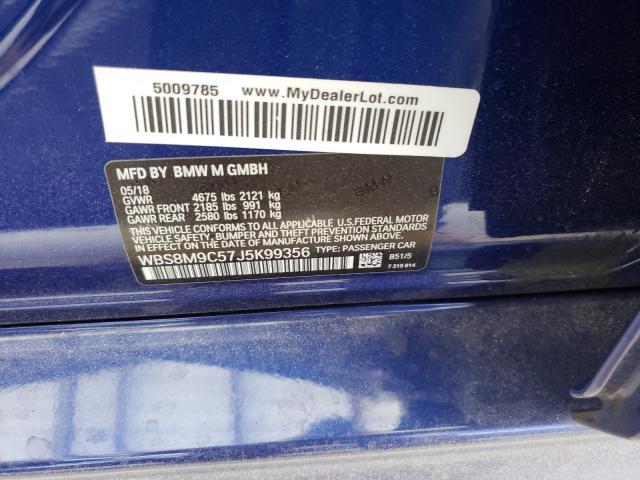 5009785 www.MyDealerLot.com
MFD BY BMW M GMBH
05/18
GVWR 4675 lbs 2121 kg
GAWR FRONT 2185 lbs 991 kg
GAWR REAR 2580 lbs 1170 kg
THIS VEHICLE CONFORMS TO ALL APPLICABLE U.S.FEDERAL MOTOR
VEHICLE SAFETY, BUMPER AND THEFT PREVENTION STANDARDS
IN EFFECT ON THE DATE OF MANUFACTURE SHOWN ABOVE.
WBS8M9C57J5K99356 TYPE: PASSENGER CAR
B51/5
7 318 814